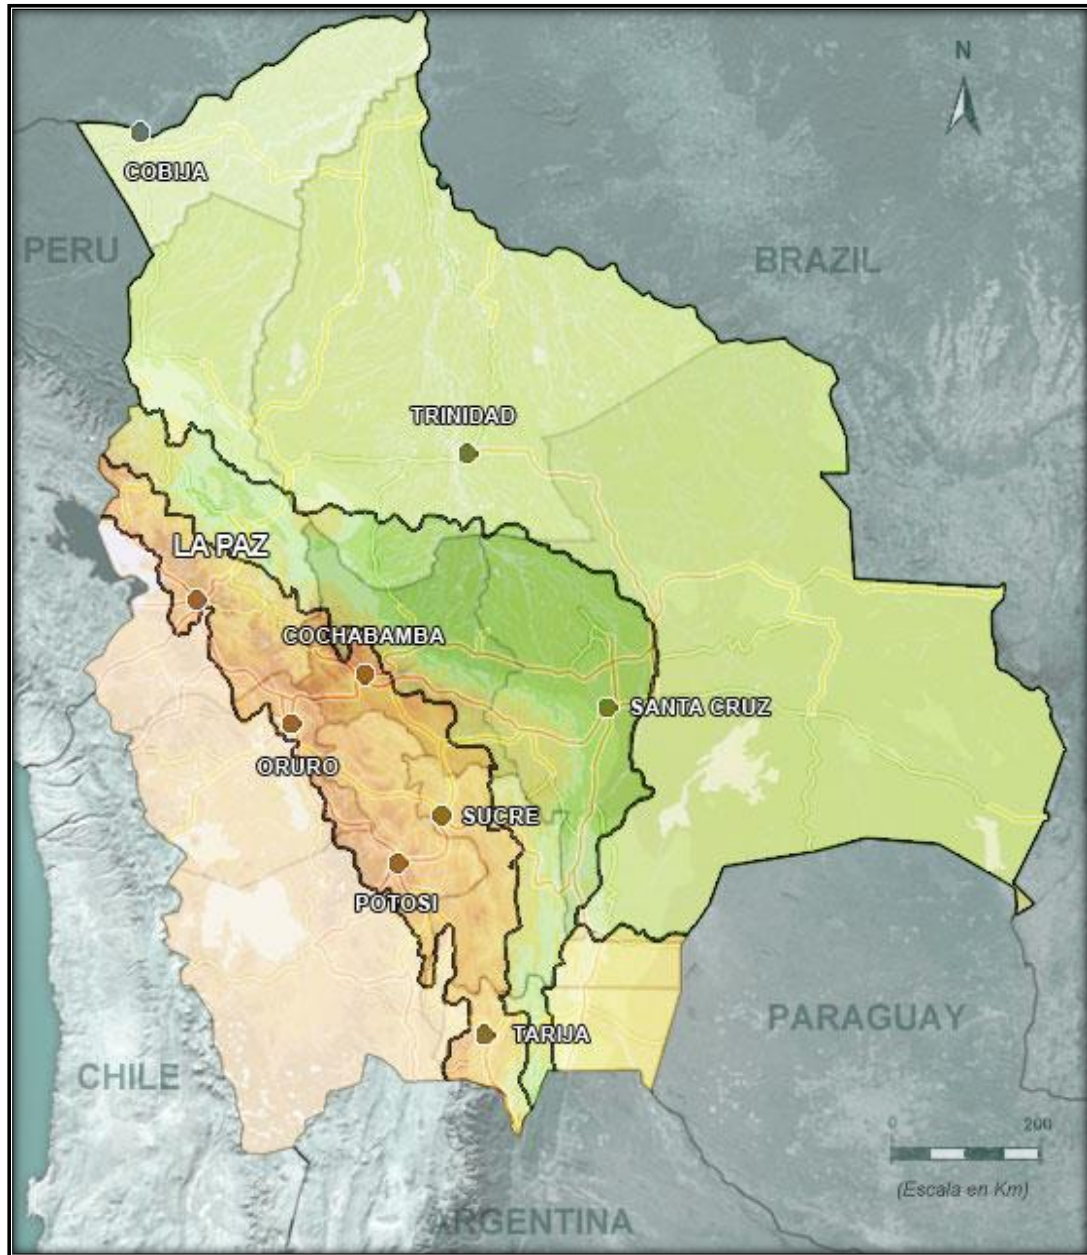 N
COBIJA
PERU
BRAZIL
TRINIDAD
LA PAZ
COCHABAMBA
SANTA CRUZ
ORURO
SUCRE
POTOSI
PARAGUAY
TARIJA
CHILE
0 200
(Escala en Km)
ARGENTINA